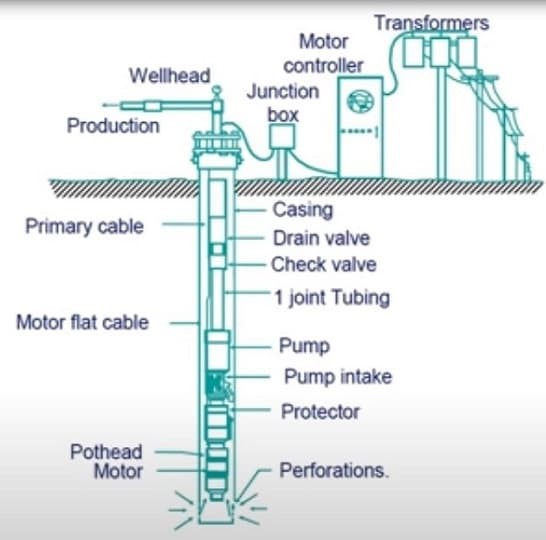 Transformers
Motor
controller
Wellhead
Junction
box
Production
Casing
Primary cable
Drain valve
Check valve
1 joint Tubing
Motor flat cable
Pump
Pump intake
Protector
Pothead
Motor
Perforations.